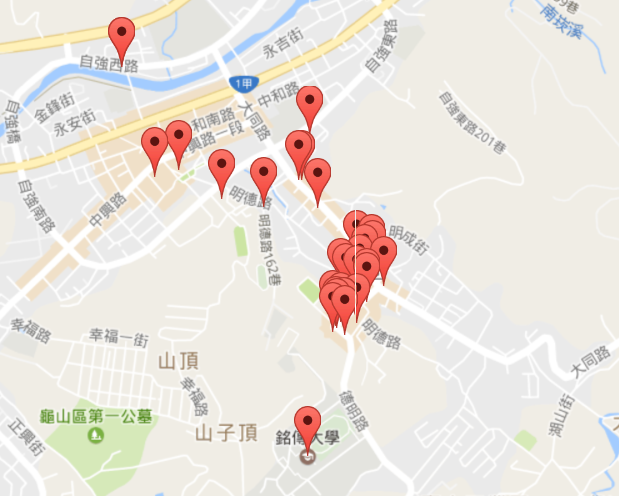 9巷
南崁溪
永吉街
自強東路
自強西路
1甲
自強橋
金鋒街
永安街
中和路
大同路
和南路
中興路一段
自強東路201巷
自強南路
中興路
明德路
明德路162巷
明成街
幸福路
幸福一街
明德路
大同路
山頂
幸福路
德明路
湖山街
龜山區第一公墓
山子頂
銘傳大學
正興街